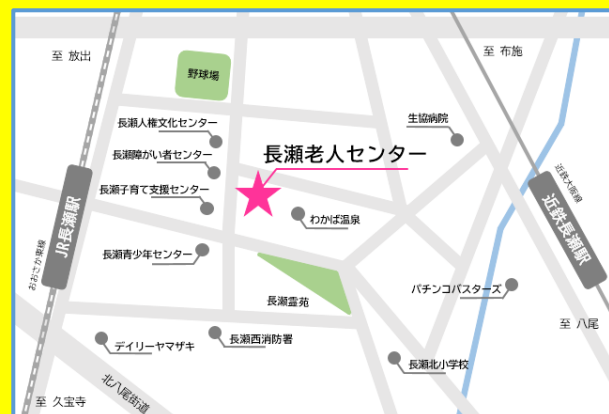 至 放出
至 布施
野球場
長瀬人権文化センター
生協病院
長瀬障がい者センター
長瀬老人センター
近鉄大阪線
長瀬子育て支援センター
JR長瀬駅
わかば温泉
近鉄長瀬駅
おおさか東線
長瀬青少年センター
パチンコバスターズ
長瀬霊苑
至 八尾
デイリーヤマザキ
長瀬西消防署
長瀬北小学校
北八尾街道
至 久宝寺